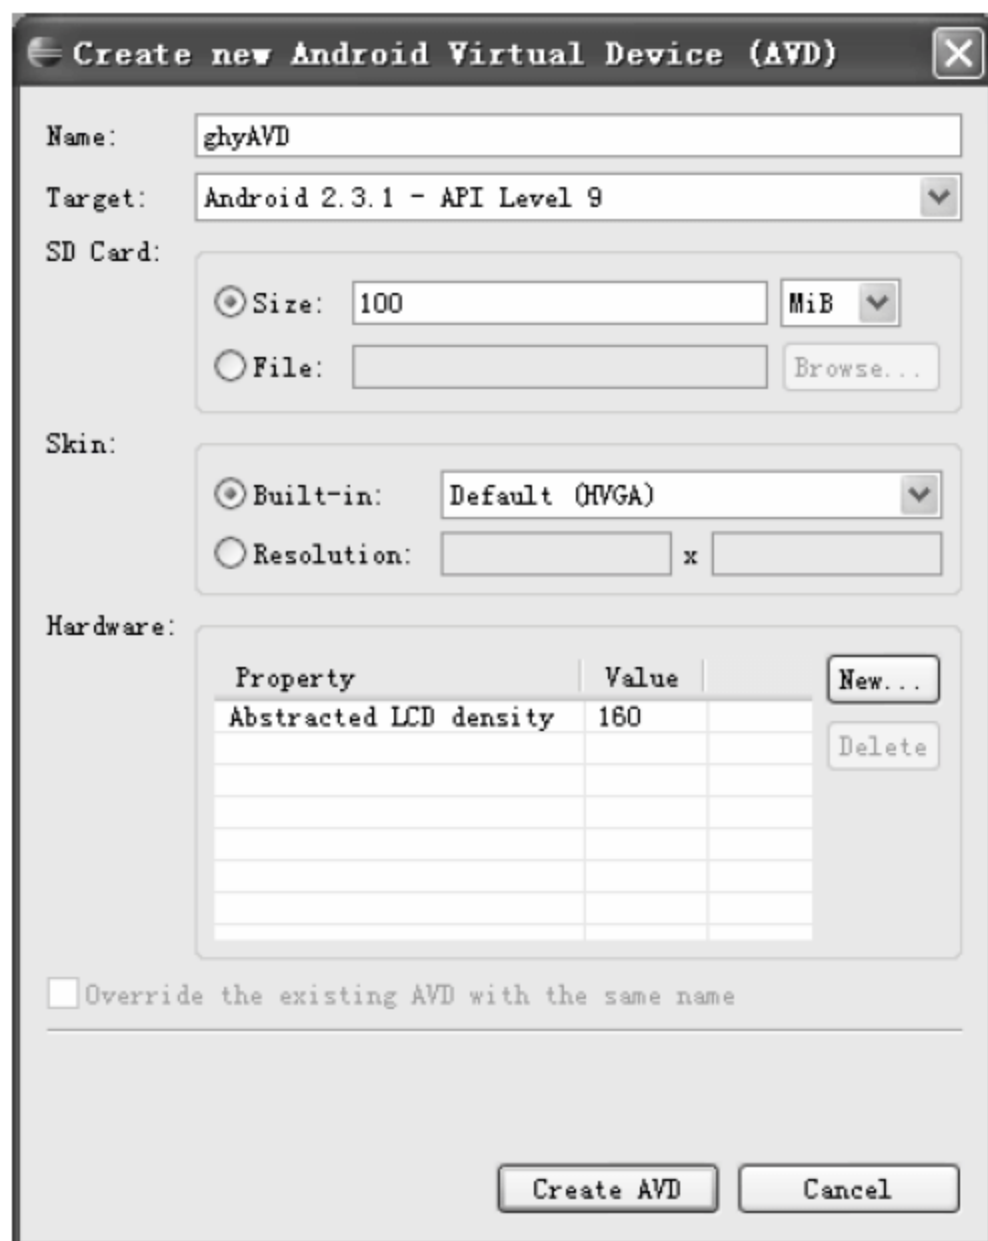 Create new Android Virtual Device (AVD)
Name: ghyAVD
Target: Android 2.3.1 - API Level 9
SD Card:
Size: 100 MiB
File: Browse...
Skin:
Built-in: Default (HVGA)
Resolution: x
Hardware:
Property Value New...
Abstracted LCD density 160
Delete
Override the existing AVD with the same name
Create AVD Cancel